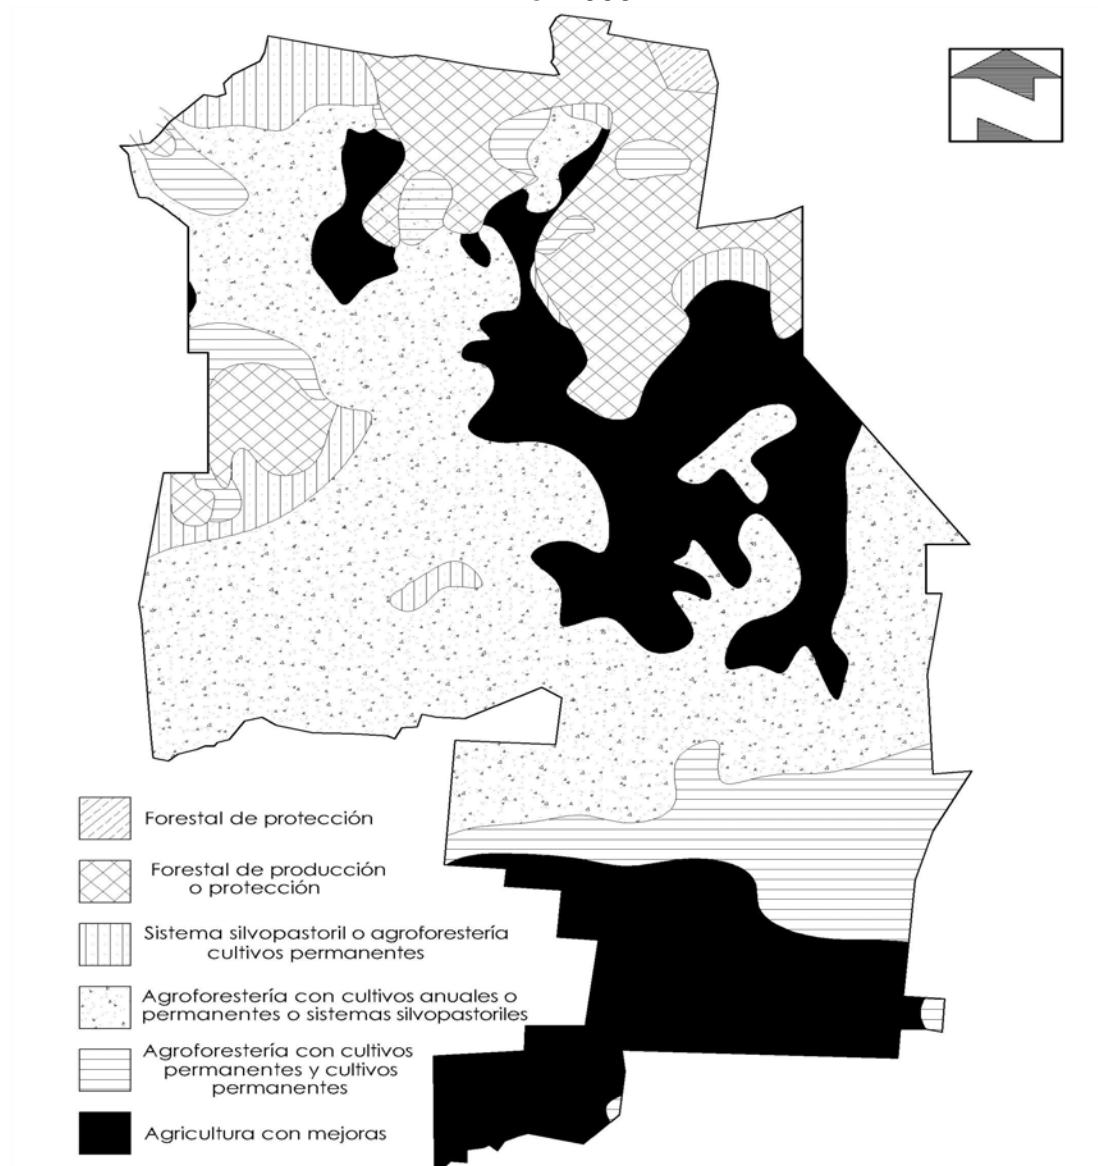 Forestal de protección
Forestal de producción
o protección
Sistema silvopastoril o agroforestería
cultivos permanentes
Agroforestería con cultivos anuales o
permanentes o sistemas silvopastoriles
Agroforestería con cultivos
permanentes y cultivos
permanentes
Agricultura con mejoras